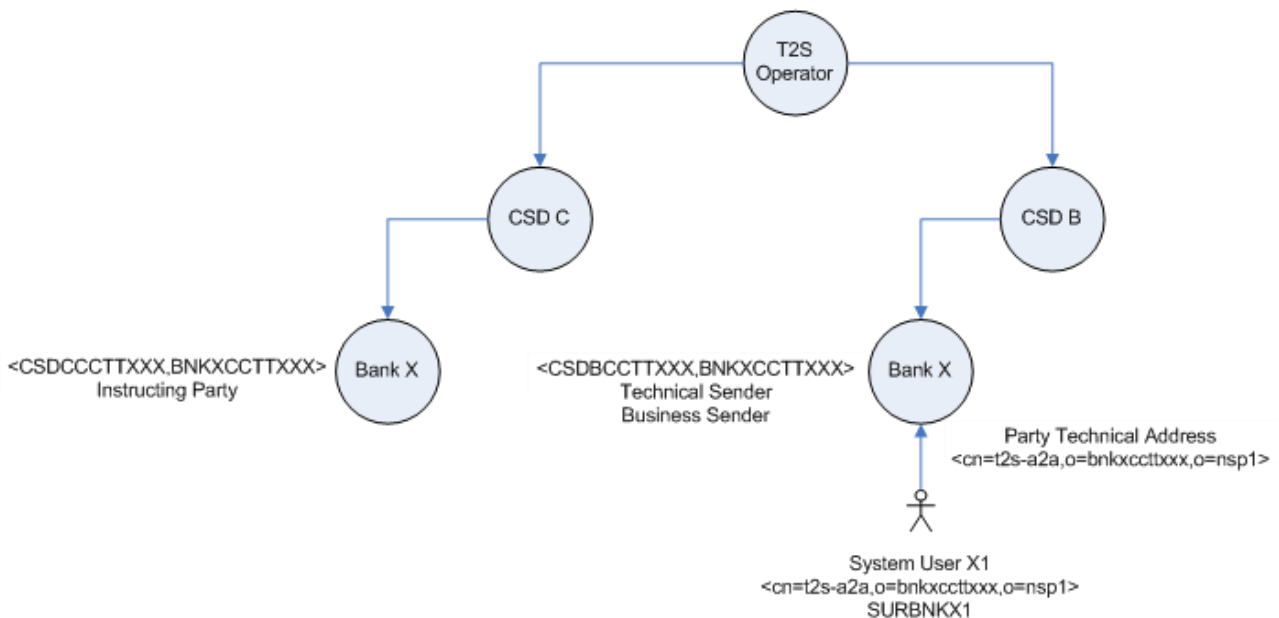 T2S
Operator
CSD C
CSD B
<CSDCCCTTXXX,BNKXCCTTXXX>
Instructing Party
Bank X
<CSDBCCTTXXX,BNKXCCTTXXX>
Technical Sender
Business Sender
Bank X
Party Technical Address
<cn=t2s-a2a,o=bnkxccttxxx,o=nsp1>
System User X1
<cn=t2s-a2a,o=bnkxccttxxx,o=nsp1>
SURBNKX1